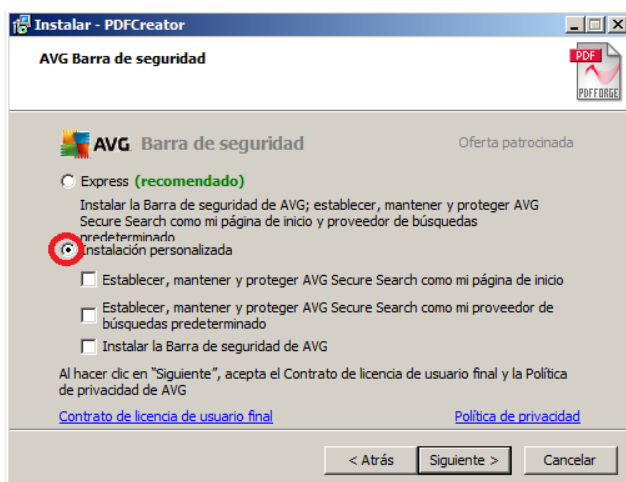 Instalar - PDFCreator
AVG Barra de seguridad
PDF
PDFFORGE
AVG Barra de seguridad
Oferta patrocinada
Express (recomendado)
Instalar la Barra de seguridad de AVG; establecer, mantener y proteger AVG
Secure Search como mi página de inicio y proveedor de búsquedas
predeterminado
Instalación personalizada
Establecer, mantener y proteger AVG Secure Search como mi página de inicio
Establecer, mantener y proteger AVG Secure Search como mi proveedor de
búsquedas predeterminado
Instalar la Barra de seguridad de AVG
Al hacer clic en "Siguiente", acepta el Contrato de licencia de usuario final y la Política
de privacidad de AVG
Contrato de licencia de usuario final
Política de privacidad
< Atrás
Siguiente >
Cancelar